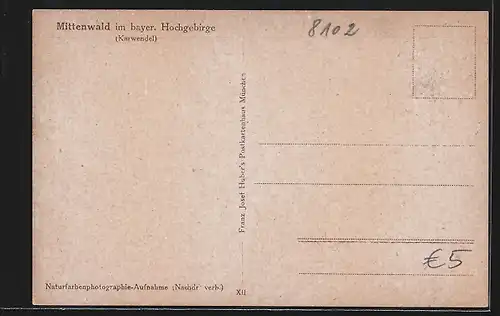 Mittenwald im bayer. Hochgebirge
(Karwendel)
8102
Franz Josef Huber's Postkartenhaus München
€5
Naturfarbenphotographie-Aufnahme (Nachdr. verb.)
XII